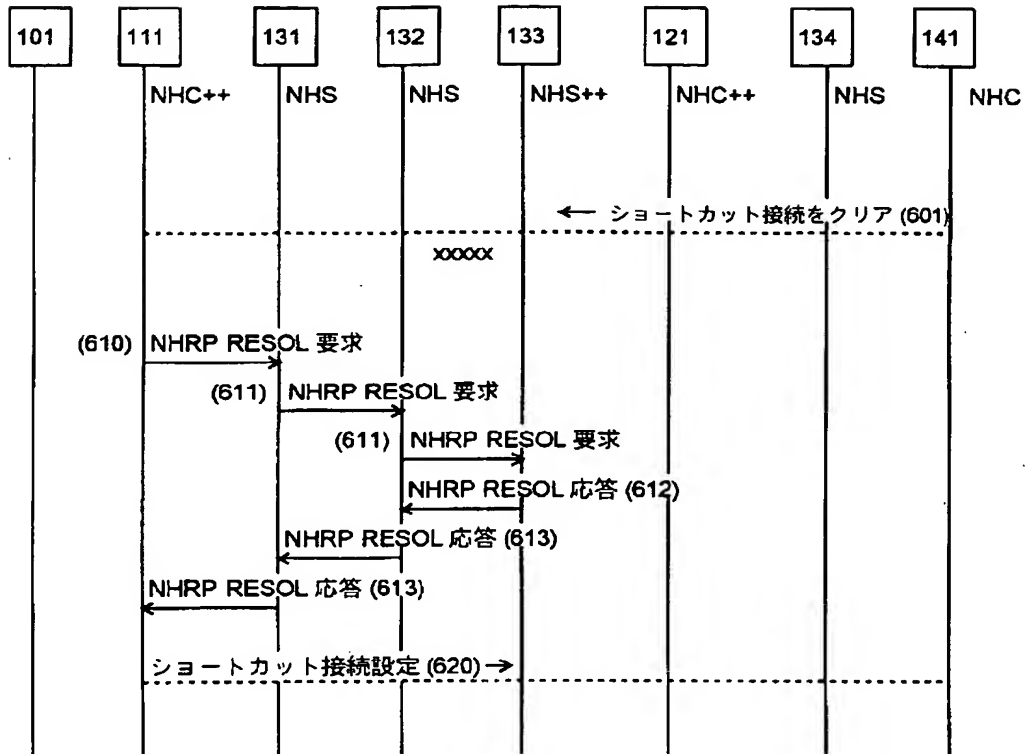 101 111 131 132 133 121 134 141
NHC++ NHS NHS NHS++ NHC++ NHS NHC
← ショートカット接続をクリア (601)
xxxxx
(610) NHRP RESOL 要求
(611) NHRP RESOL 要求
(611) NHRP RESOL 要求
NHRP RESOL 応答 (612)
NHRP RESOL 応答 (613)
NHRP RESOL 応答 (613)
ショートカット接続設定 (620) →